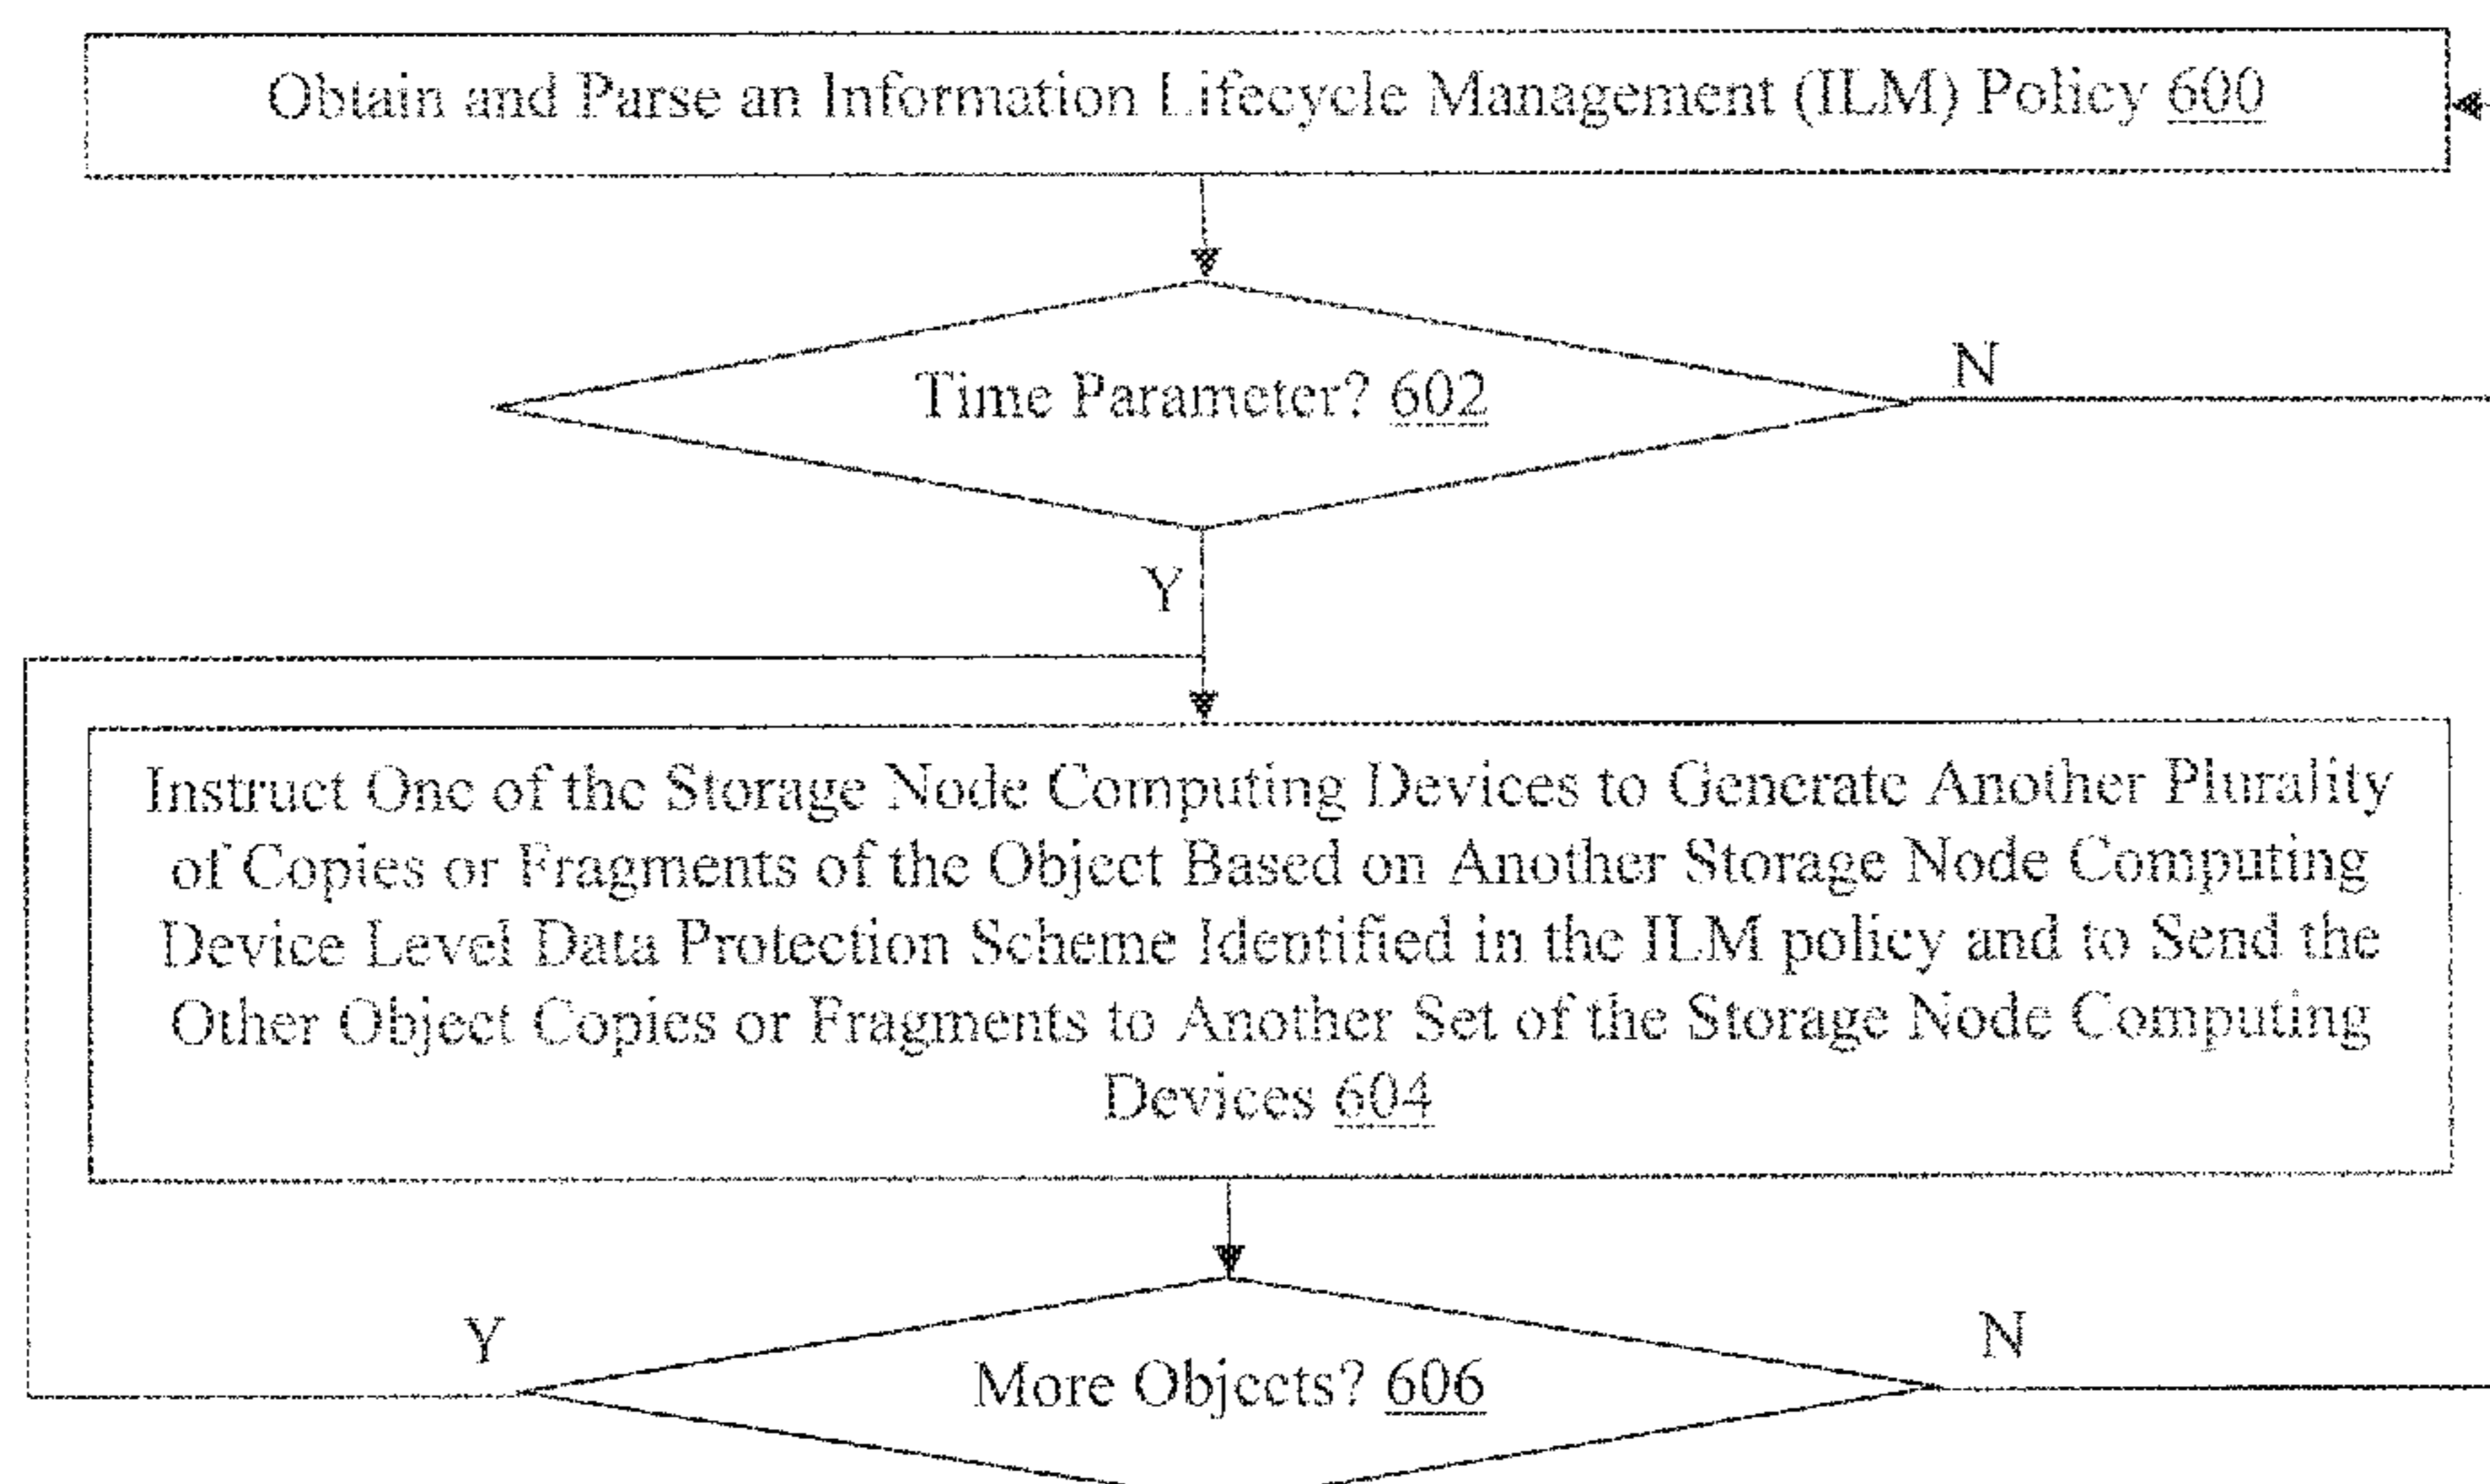 Obtain and Parse an Information Lifecycle Management (ILM) Policy 600
Time Parameter? 602
N
Y
Instruct One of the Storage Node Computing Devices to Generate Another Plurality
of Copies or Fragments of the Object Based on Another Storage Node Computing
Device Level Data Protection Scheme Identified in the ILM policy and to Send the
Other Object Copies or Fragments to Another Set of the Storage Node Computing
Devices 604
Y
N
More Objects? 606